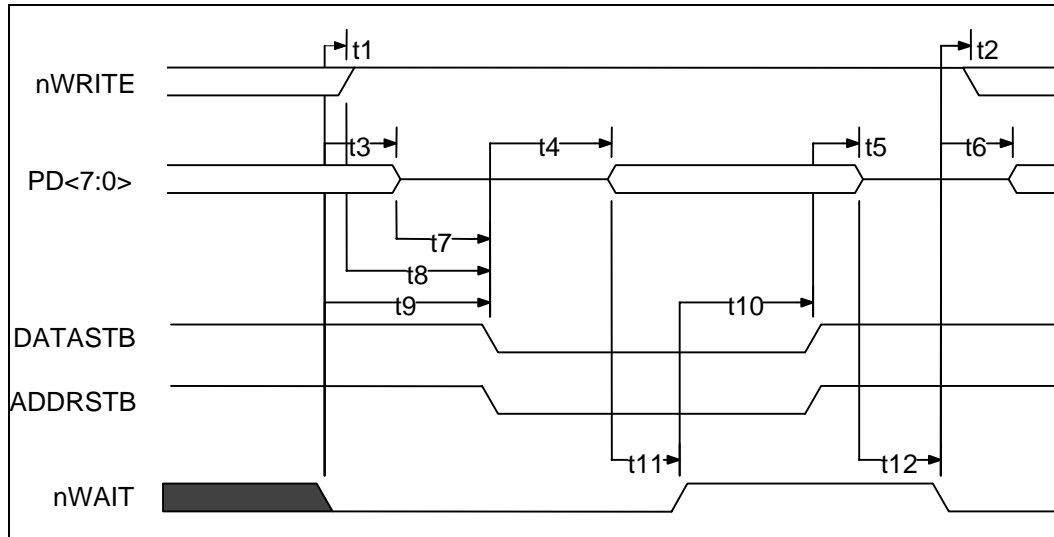 t1
t2
nWRITE
t3
t4
t5
t6
PD<7:0>
t7
t8
t9
t10
DATASTB
ADDRSTB
t11
t12
nWAIT